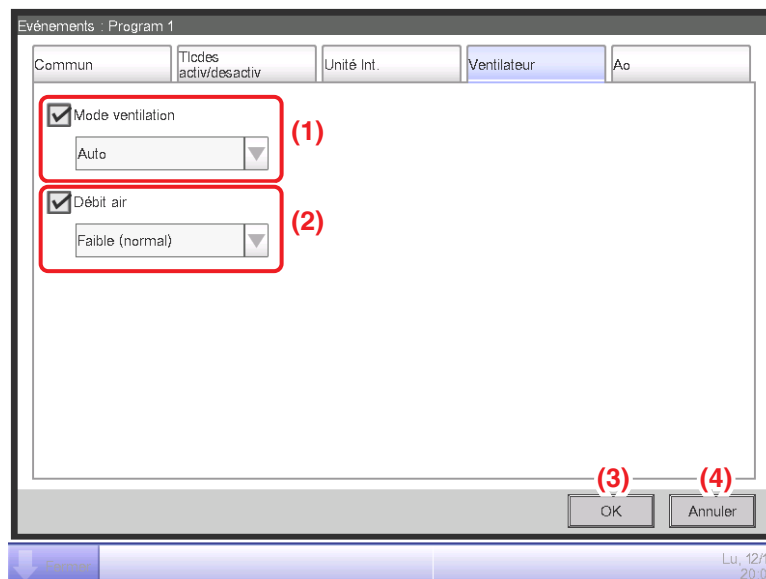 Evénements : Program 1
Commun
Tlcdes
activ/desactiv
Unité Int.
Ventilateur
Ao
Mode ventilation
(1)
Auto
Débit air
(2)
Faible (normal)
(3)
(4)
OK
Annuler
Lu, 12/1
20:0